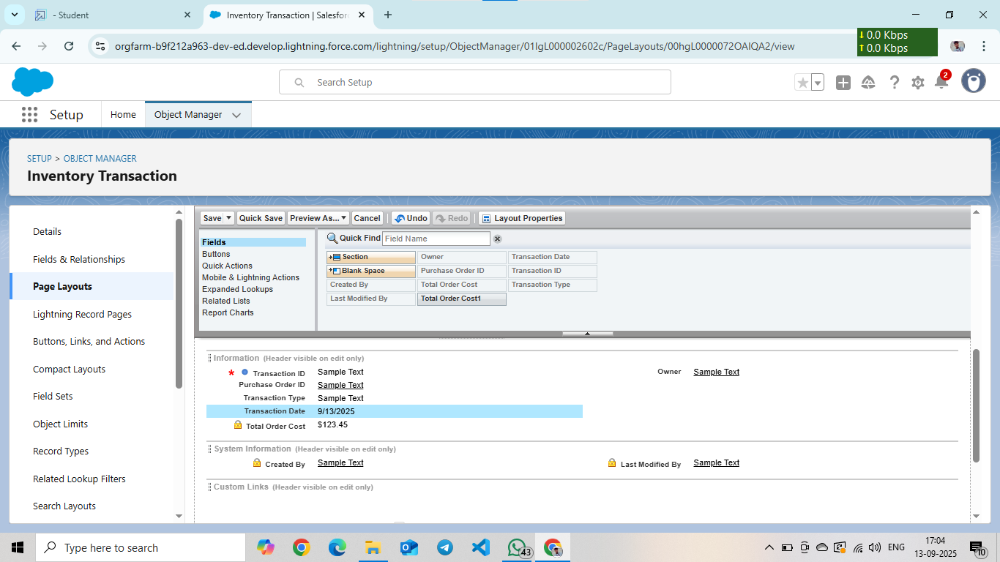 - Student
Inventory Transaction | Salesfor
orgfarm-b9f212a963-dev-ed.develop.lightning.force.com/lightning/setup/ObjectManager/01IgL000002602c/PageLayouts/00hgL0000072OAIQA2/view
0.0 Kbps
0.0 Kbps
Search Setup
2
Setup
Home
Object Manager
SETUP > OBJECT MANAGER
Inventory Transaction
Details
Fields & Relationships
Page Layouts
Lightning Record Pages
Buttons, Links, and Actions
Compact Layouts
Field Sets
Object Limits
Record Types
Related Lookup Filters
Search Layouts
Save Quick Save Preview As... Cancel Undo Redo Layout Properties
Fields
Buttons
Quick Actions
Mobile & Lightning Actions
Expanded Lookups
Related Lists
Report Charts
Quick Find Field Name
Section Owner Transaction Date
Blank Space Purchase Order ID Transaction ID
Created By Total Order Cost Transaction Type
Last Modified By Total Order Cost1
Information (Header visible on edit only)
* Transaction ID Sample Text Owner Sample Text
Purchase Order ID Sample Text
Transaction Type Sample Text
Transaction Date 9/13/2025
Total Order Cost $123.45
System Information (Header visible on edit only)
Created By Sample Text Last Modified By Sample Text
Custom Links (Header visible on edit only)
Type here to search
43
ENG
17:04
13-09-2025
10